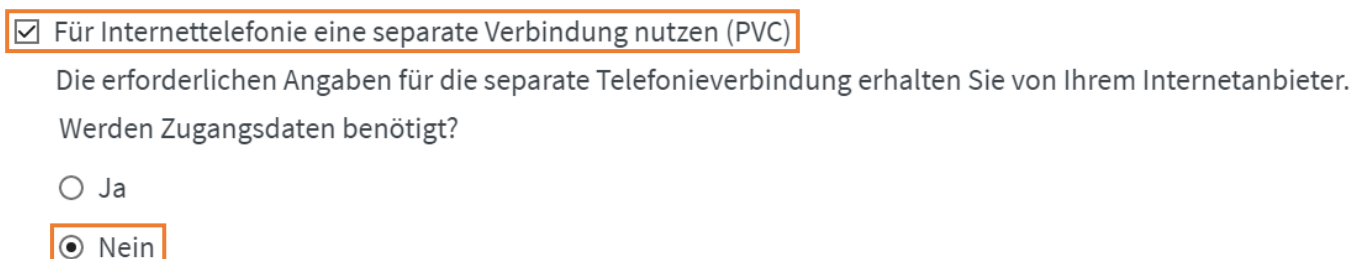 Für Internettelefonie eine separate Verbindung nutzen (PVC)
Die erforderlichen Angaben für die separate Telefonieverbindung erhalten Sie von Ihrem Internetanbieter.
Werden Zugangsdaten benötigt?
Ja
Nein